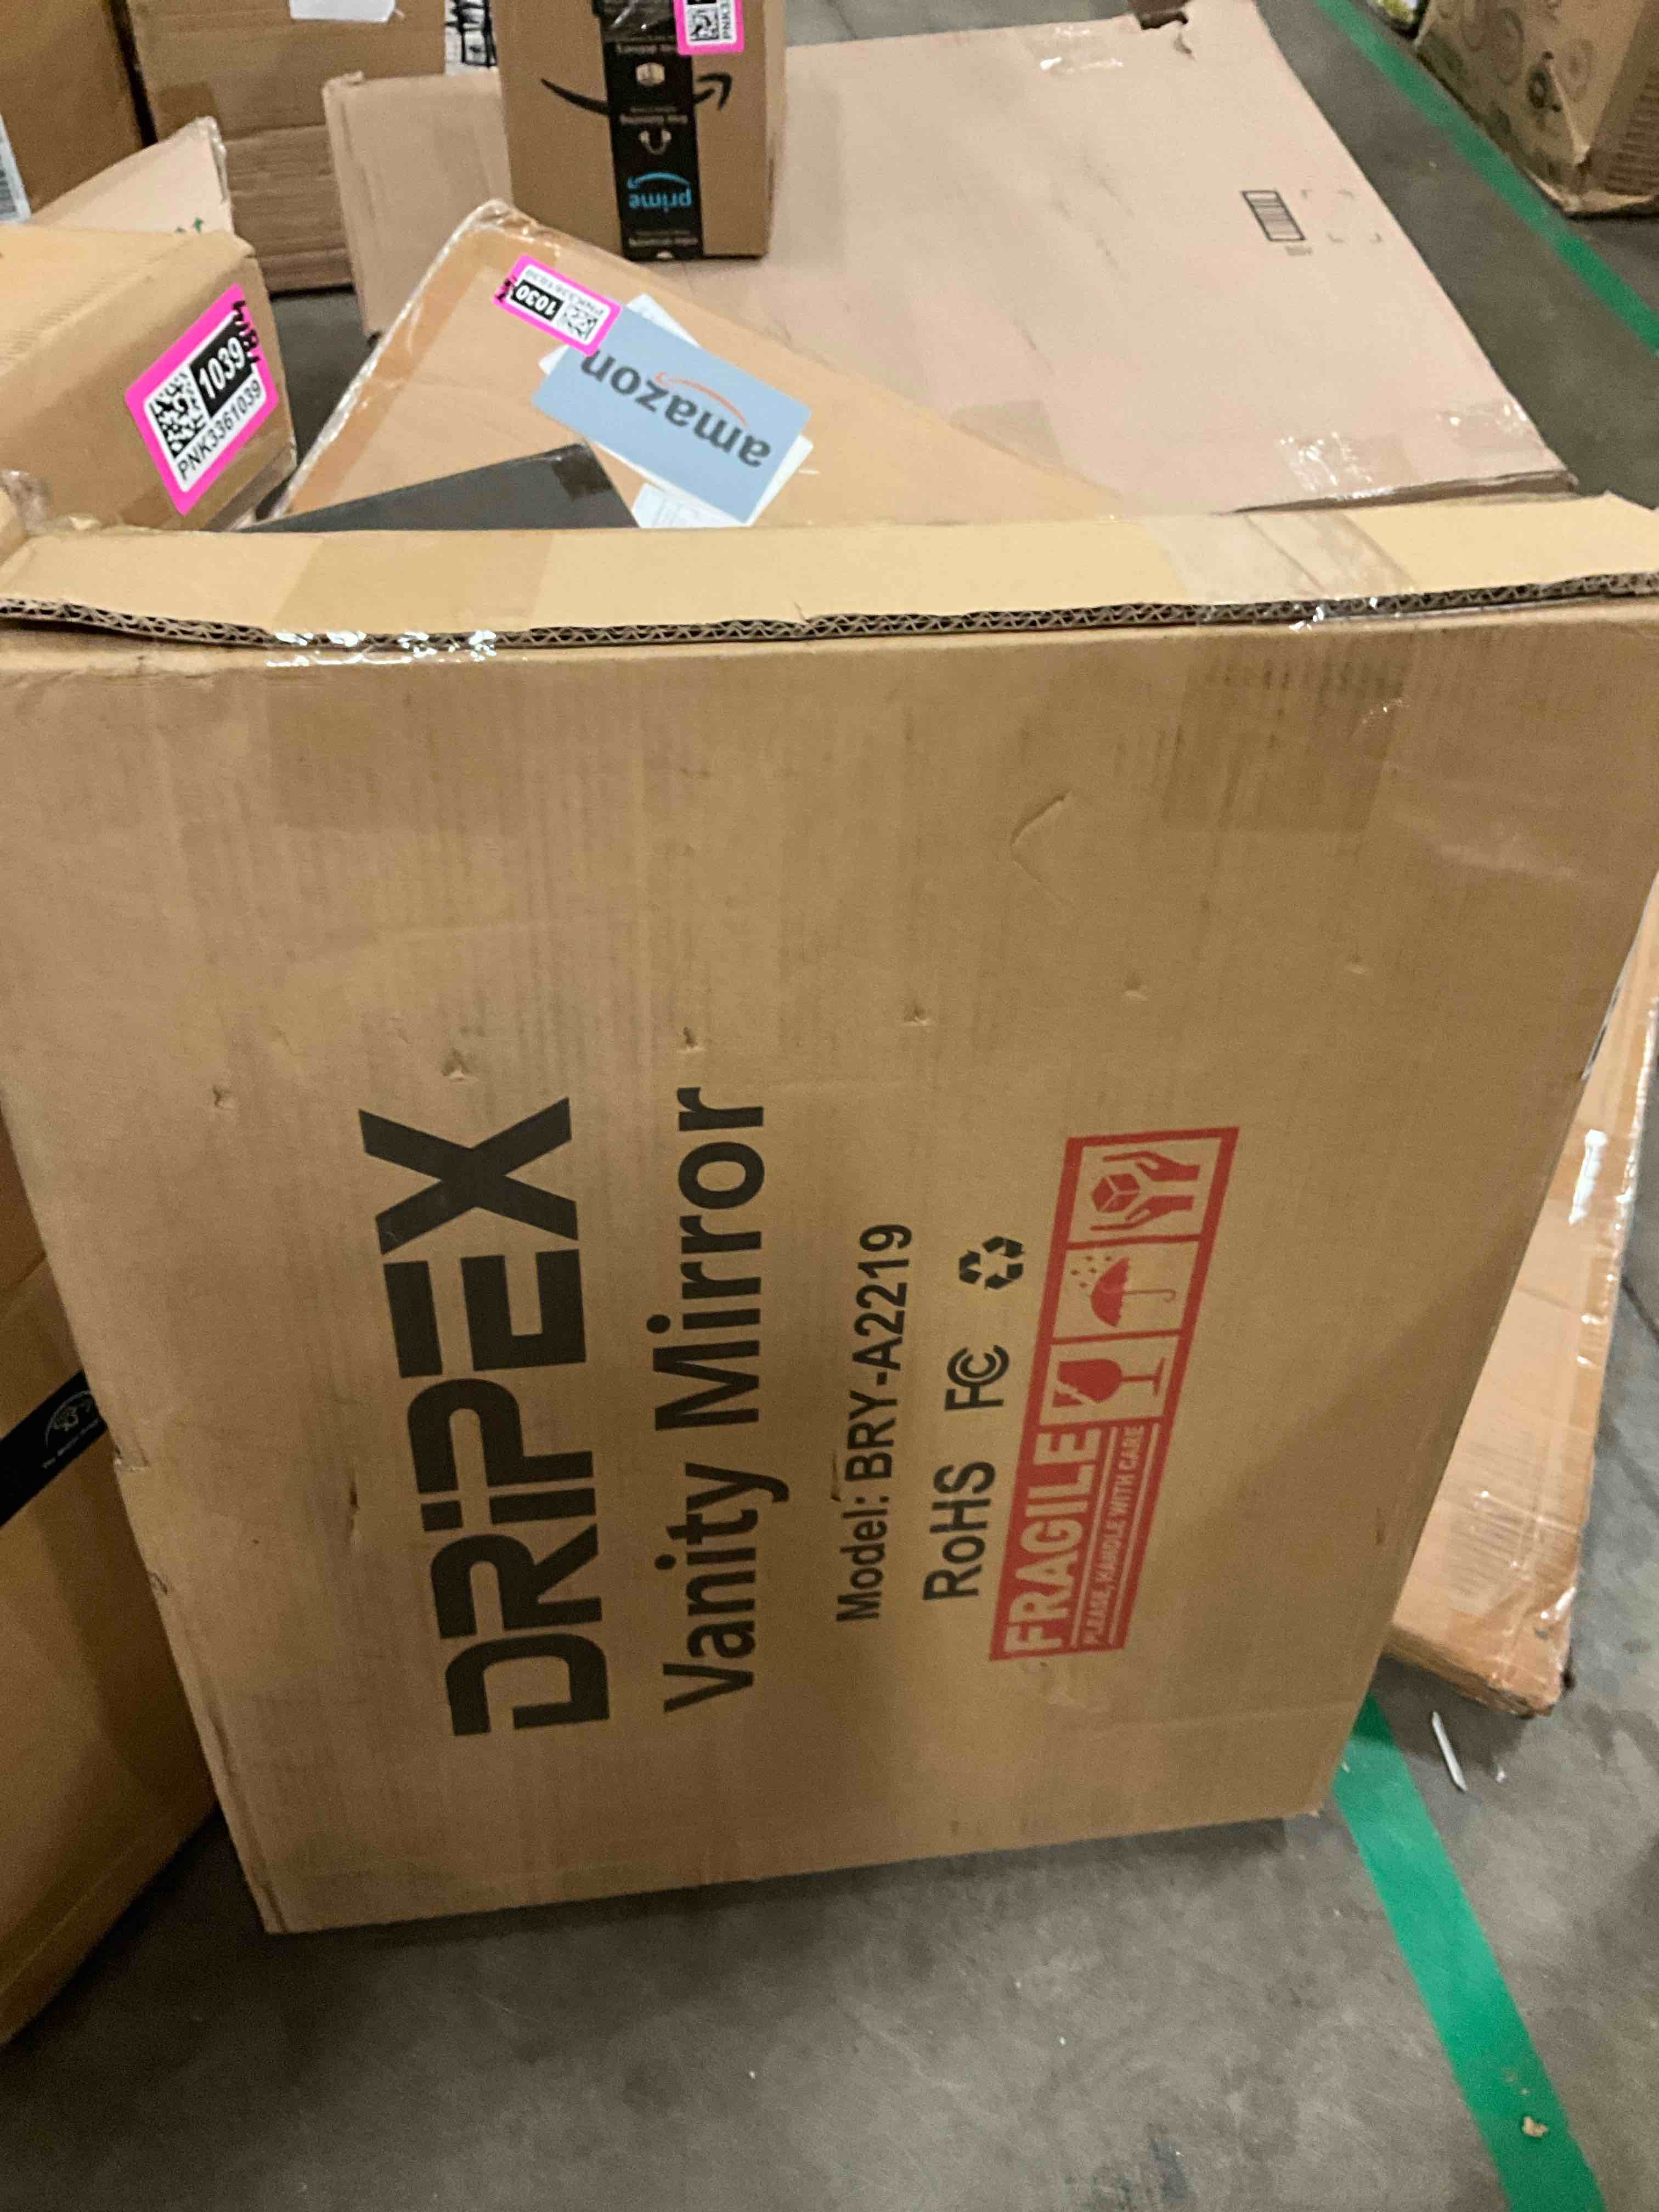 prime
amazon
1030
1039
PNK3361039
DRIPEX
Vanity Mirror
Model: BRY-A2219
RoHS FC
FRAGILE
PLEASE, HANDLE WITH CARE